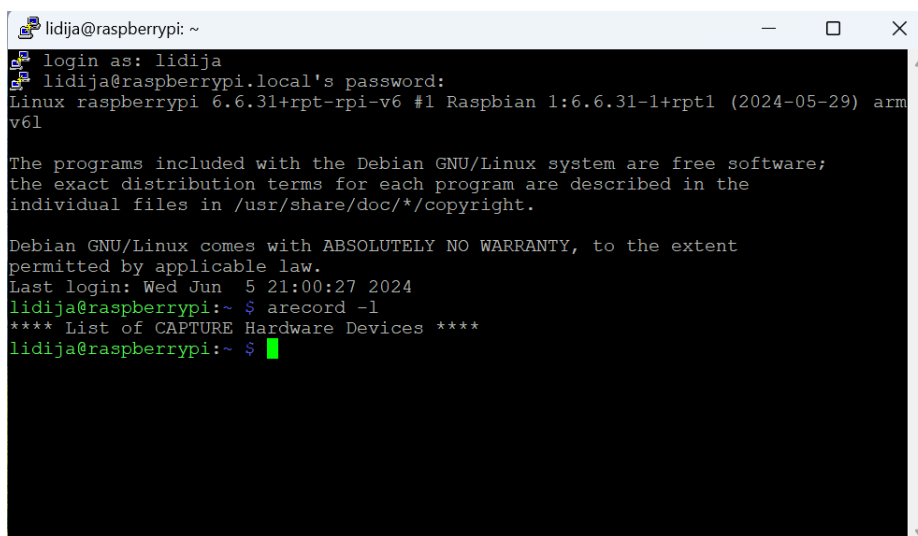 lidija@raspberrypi: ~
login as: lidija
lidija@raspberrypi.local's password:
Linux raspberrypi 6.6.31+rpt-rpi-v6 #1 Raspbian 1:6.6.31-1+rpt1 (2024-05-29) arm
v6l
The programs included with the Debian GNU/Linux system are free software;
the exact distribution terms for each program are described in the
individual files in /usr/share/doc/*/copyright.
Debian GNU/Linux comes with ABSOLUTELY NO WARRANTY, to the extent
permitted by applicable law.
Last login: Wed Jun  5 21:00:27 2024
lidija@raspberrypi:~ $ arecord -l
**** List of CAPTURE Hardware Devices ****
lidija@raspberrypi:~ $